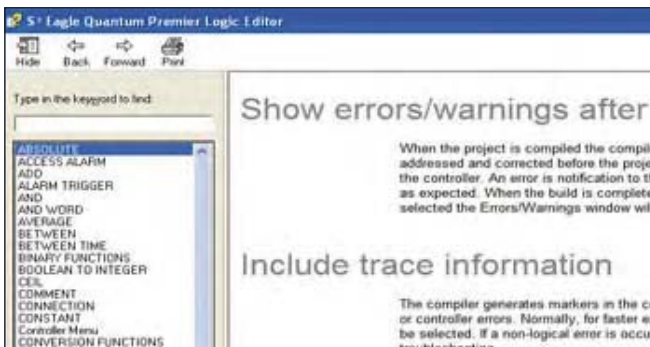 S³ Eagle Quantum Premier Logic Editor
Hide Back Forward Print
Type in the keyword to find:
ABSOLUTE
ACCESS ALARM
ADD
ALARM TRIGGER
AND
AND WORD
AVERAGE
BETWEEN
BETWEEN TIME
BINARY FUNCTIONS
BOOLEAN TO INTEGER
CEIL
COMMENT
CONNECTION
CONSTANT
Controller Menu
CONVERSION FUNCTIONS
Show errors/warnings after
When the project is compiled the compil
addressed and corrected before the proje
the controller. An error is notification to th
as expected. When the build is complete
selected the Errors/Warnings window wil
Include trace information
The compiler generates markers in the c
or controller errors. Normally, for faster e
be selected. If a non-logical error is occu
troubleshooting